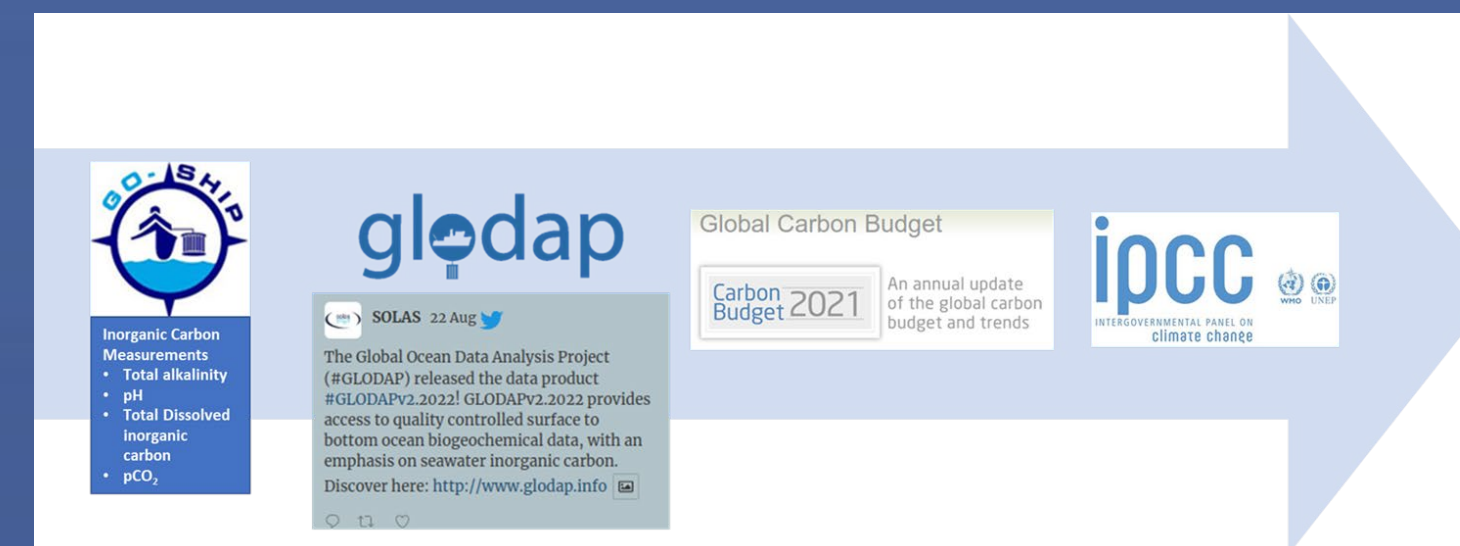 GO-SHIP
Inorganic Carbon
Measurements
• Total alkalinity
• pH
• Total Dissolved
inorganic
carbon
• pCO₂
glodap
solas
SOLAS 22 Aug
The Global Ocean Data Analysis Project
(#GLODAP) released the data product
#GLODAPv2.2022! GLODAPv2.2022 provides
access to quality controlled surface to
bottom ocean biogeochemical data, with an
emphasis on seawater inorganic carbon.
Discover here: http://www.glodap.info
Global Carbon Budget
Carbon
Budget 2021
An annual update
of the global carbon
budget and trends
ipcc
INTERGOVERNMENTAL PANEL ON
climate change
WMO UNEP